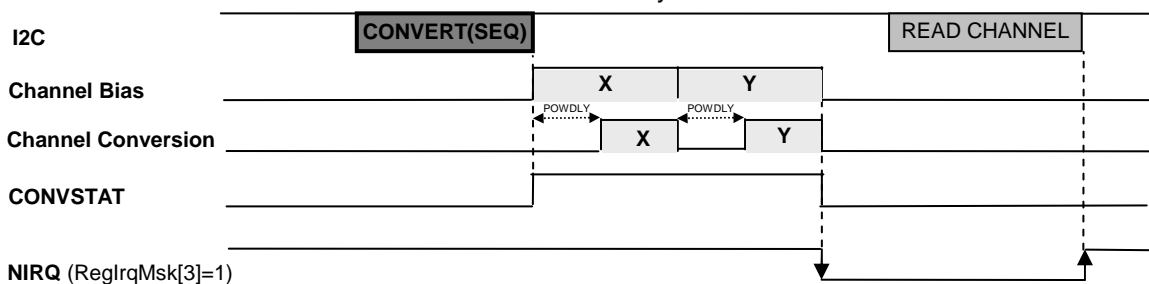 I2C CONVERT(SEQ) READ CHANNEL
Channel Bias X Y
POWDLY POWDLY
Channel Conversion X Y
CONVSTAT
NIRQ (RegIrqMsk[3]=1)